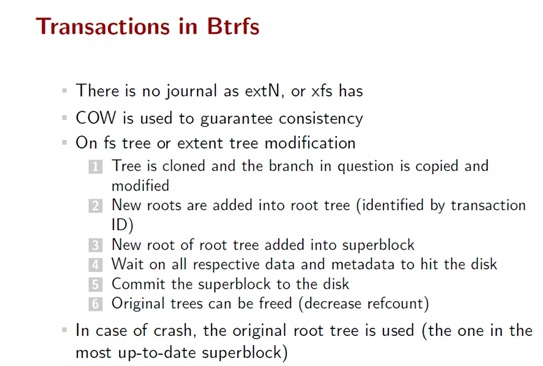 Transactions in Btrfs
There is no journal as extN, or xfs has
COW is used to guarantee consistency
On fs tree or extent tree modification
1 Tree is cloned and the branch in question is copied and
modified
2 New roots are added into root tree (identified by transaction
ID)
3 New root of root tree added into superblock
4 Wait on all respective data and metadata to hit the disk
5 Commit the superblock to the disk
6 Original trees can be freed (decrease refcount)
In case of crash, the original root tree is used (the one in the
most up-to-date superblock)